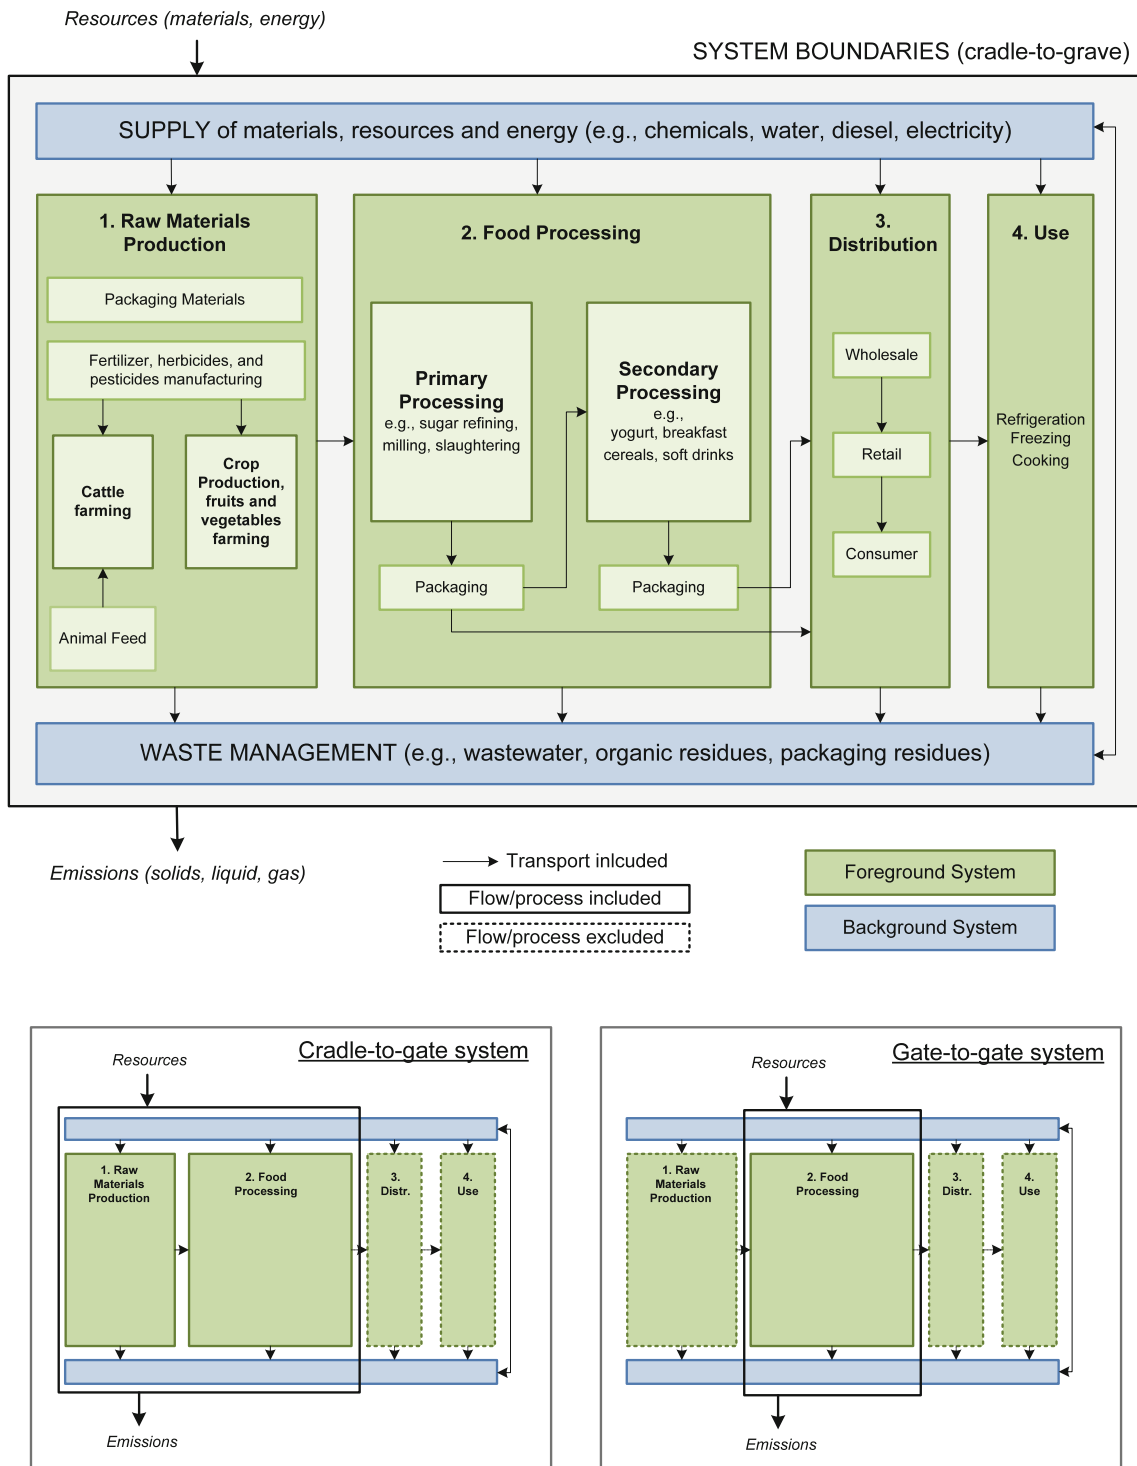 Resources (materials, energy)
SYSTEM BOUNDARIES (cradle-to-grave)
SUPPLY of materials, resources and energy (e.g., chemicals, water, diesel, electricity)
1. Raw Materials
Production
Packaging Materials
Fertilizer, herbicides, and
pesticides manufacturing
Cattle
farming
Crop
Production,
fruits and
vegetables
farming
Animal Feed
2. Food Processing
Primary
Processing
e.g., sugar refining,
milling, slaughtering
Packaging
Secondary
Processing
e.g.,
yogurt, breakfast
cereals, soft drinks
Packaging
3.
Distribution
Wholesale
Retail
Consumer
4. Use
Refrigeration
Freezing
Cooking
WASTE MANAGEMENT (e.g., wastewater, organic residues, packaging residues)
Emissions (solids, liquid, gas)
Transport inlcuded
Flow/process included
Flow/process excluded
Foreground System
Background System
Cradle-to-gate system
Resources
1. Raw
Materials
Production
2. Food
Processing
3.
Distr.
4.
Use
Emissions
Gate-to-gate system
Resources
1. Raw
Materials
Production
2. Food
Processing
3.
Distr.
4.
Use
Emissions